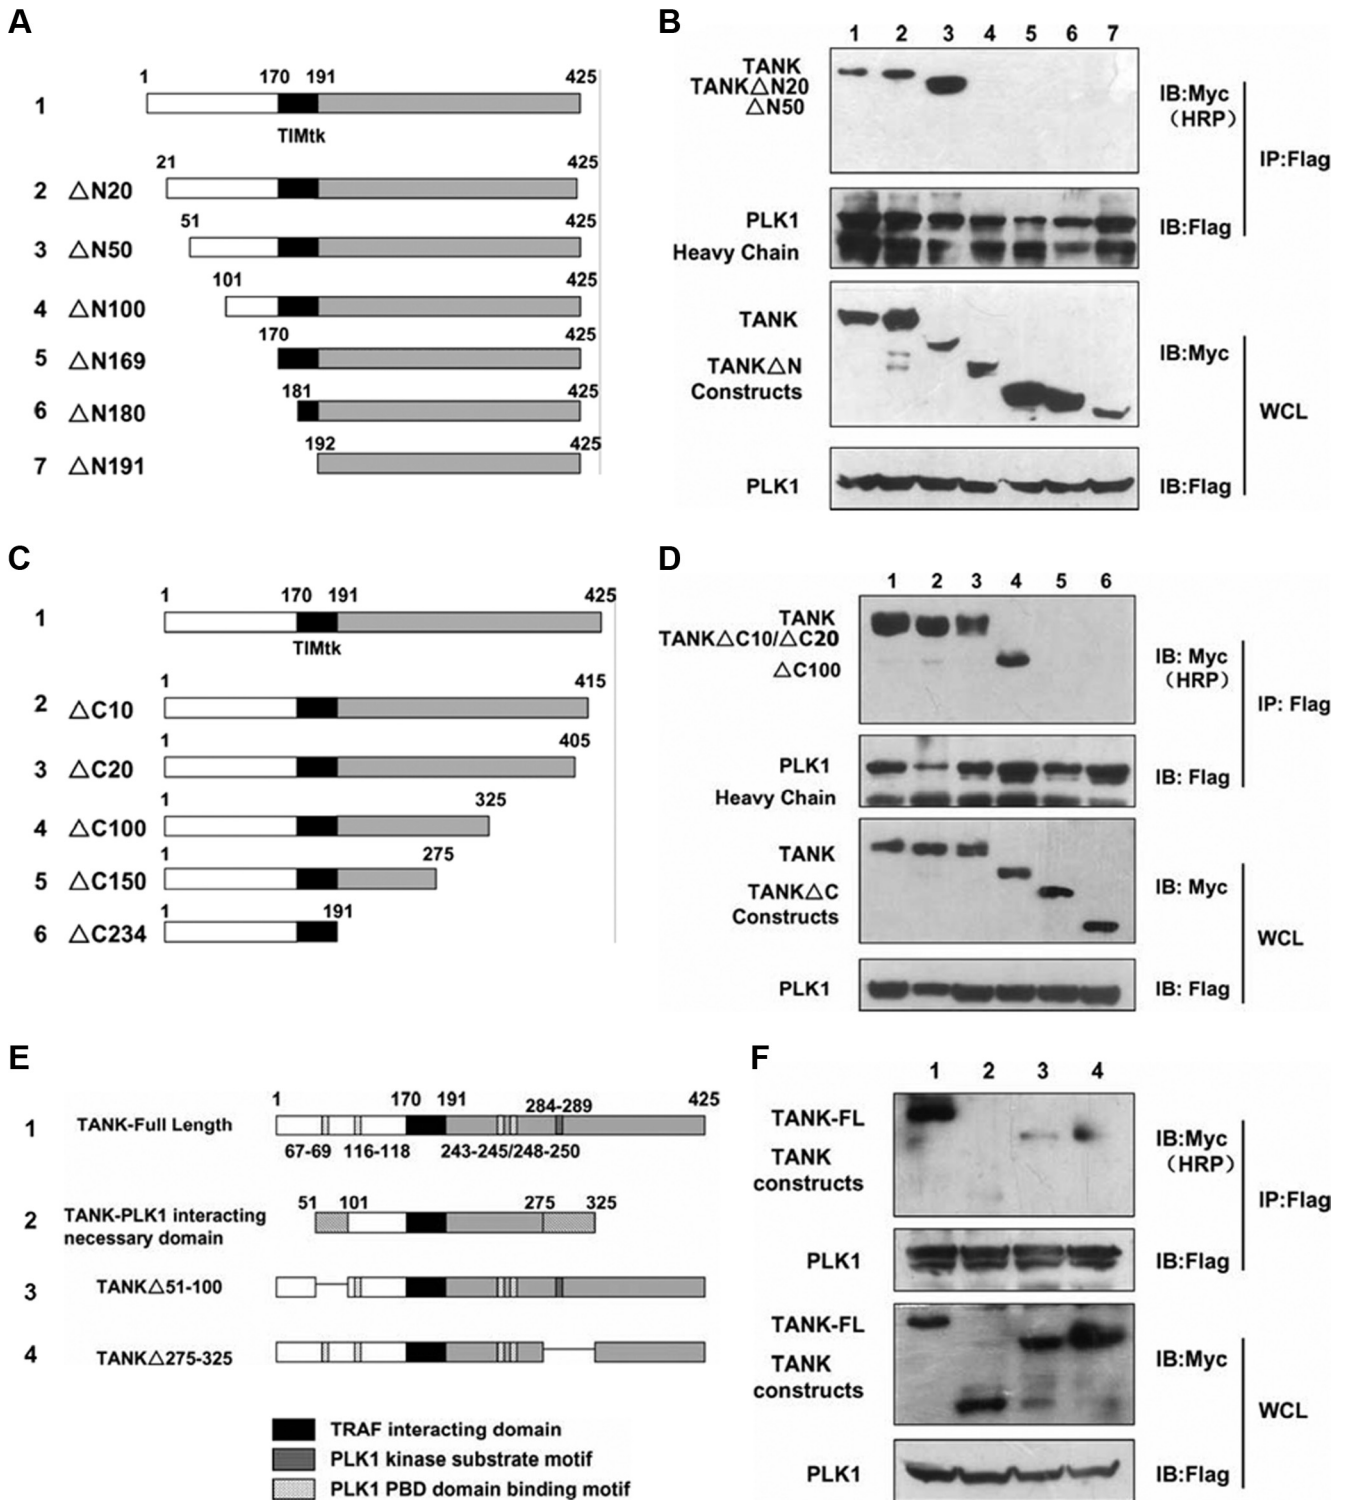 A
1 170 191 425
1
TIMtk
21 425
2 △N20
51 425
3 △N50
101 425
4 △N100
170 425
5 △N169
181 425
6 △N180
192 425
7 △N191
B
1 2 3 4 5 6 7
TANK
TANK△N20
△N50
IB:Myc
(HRP)
IP:Flag
PLK1
IB:Flag
Heavy Chain
TANK
IB:Myc
TANK△N
Constructs
WCL
PLK1
IB:Flag
C
1 170 191 425
1
TIMtk
1 415
2 △C10
1 405
3 △C20
1 325
4 △C100
1 275
5 △C150
1 191
6 △C234
D
1 2 3 4 5 6
TANK
TANK△C10/△C20
△C100
IB: Myc
(HRP)
IP: Flag
PLK1
IB: Flag
Heavy Chain
TANK
IB: Myc
TANK△C
Constructs
WCL
PLK1
IB: Flag
E
1 170 191 284-289 425
1 TANK-Full Length
67-69 116-118 243-245/248-250
51 101 275 325
2 TANK-PLK1 interacting
necessary domain
3 TANK△51-100
4 TANK△275-325
TRAF interacting domain
PLK1 kinase substrate motif
PLK1 PBD domain binding motif
F
1 2 3 4
TANK-FL
IB:Myc
(HRP)
TANK
constructs
IP:Flag
PLK1
IB:Flag
TANK-FL
TANK
constructs
IB:Myc
WCL
PLK1
IB:Flag